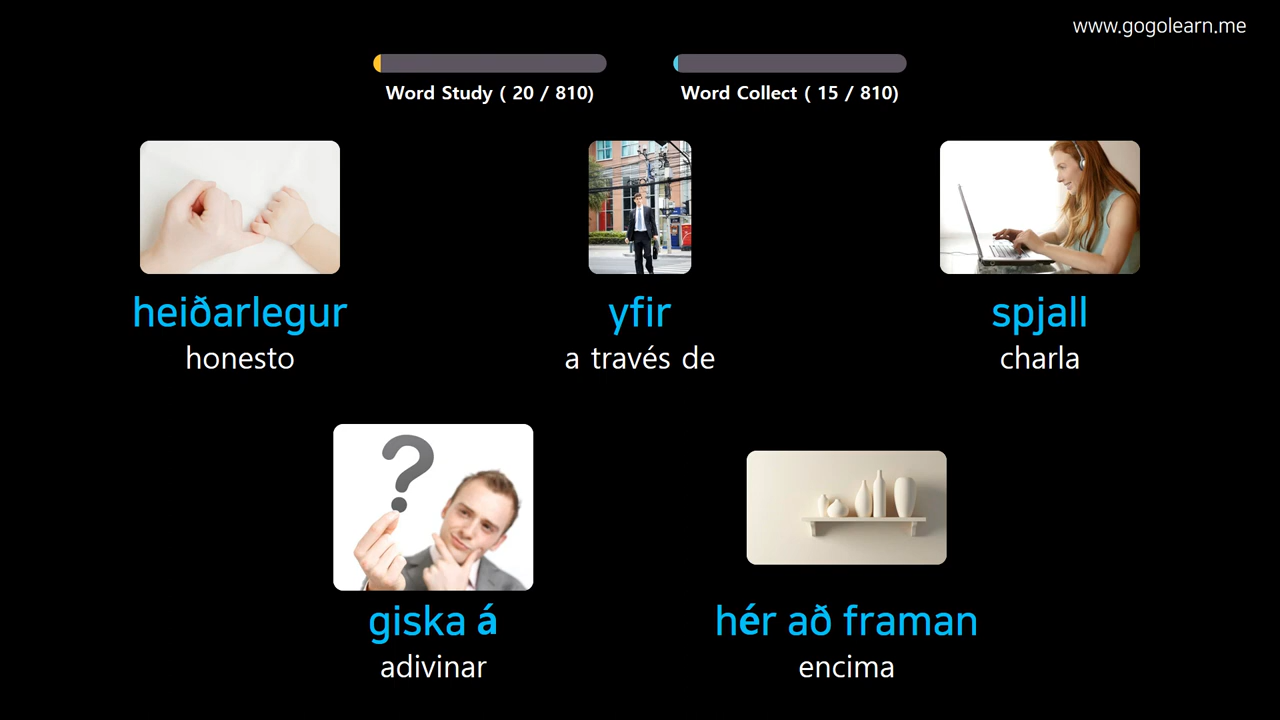 www.gogolearn.me
Word Study ( 20 / 810)
Word Collect ( 15 / 810)
heiðarlegur
honesto
yfir
a través de
spjall
charla
giska á
adivinar
hér að framan
encima